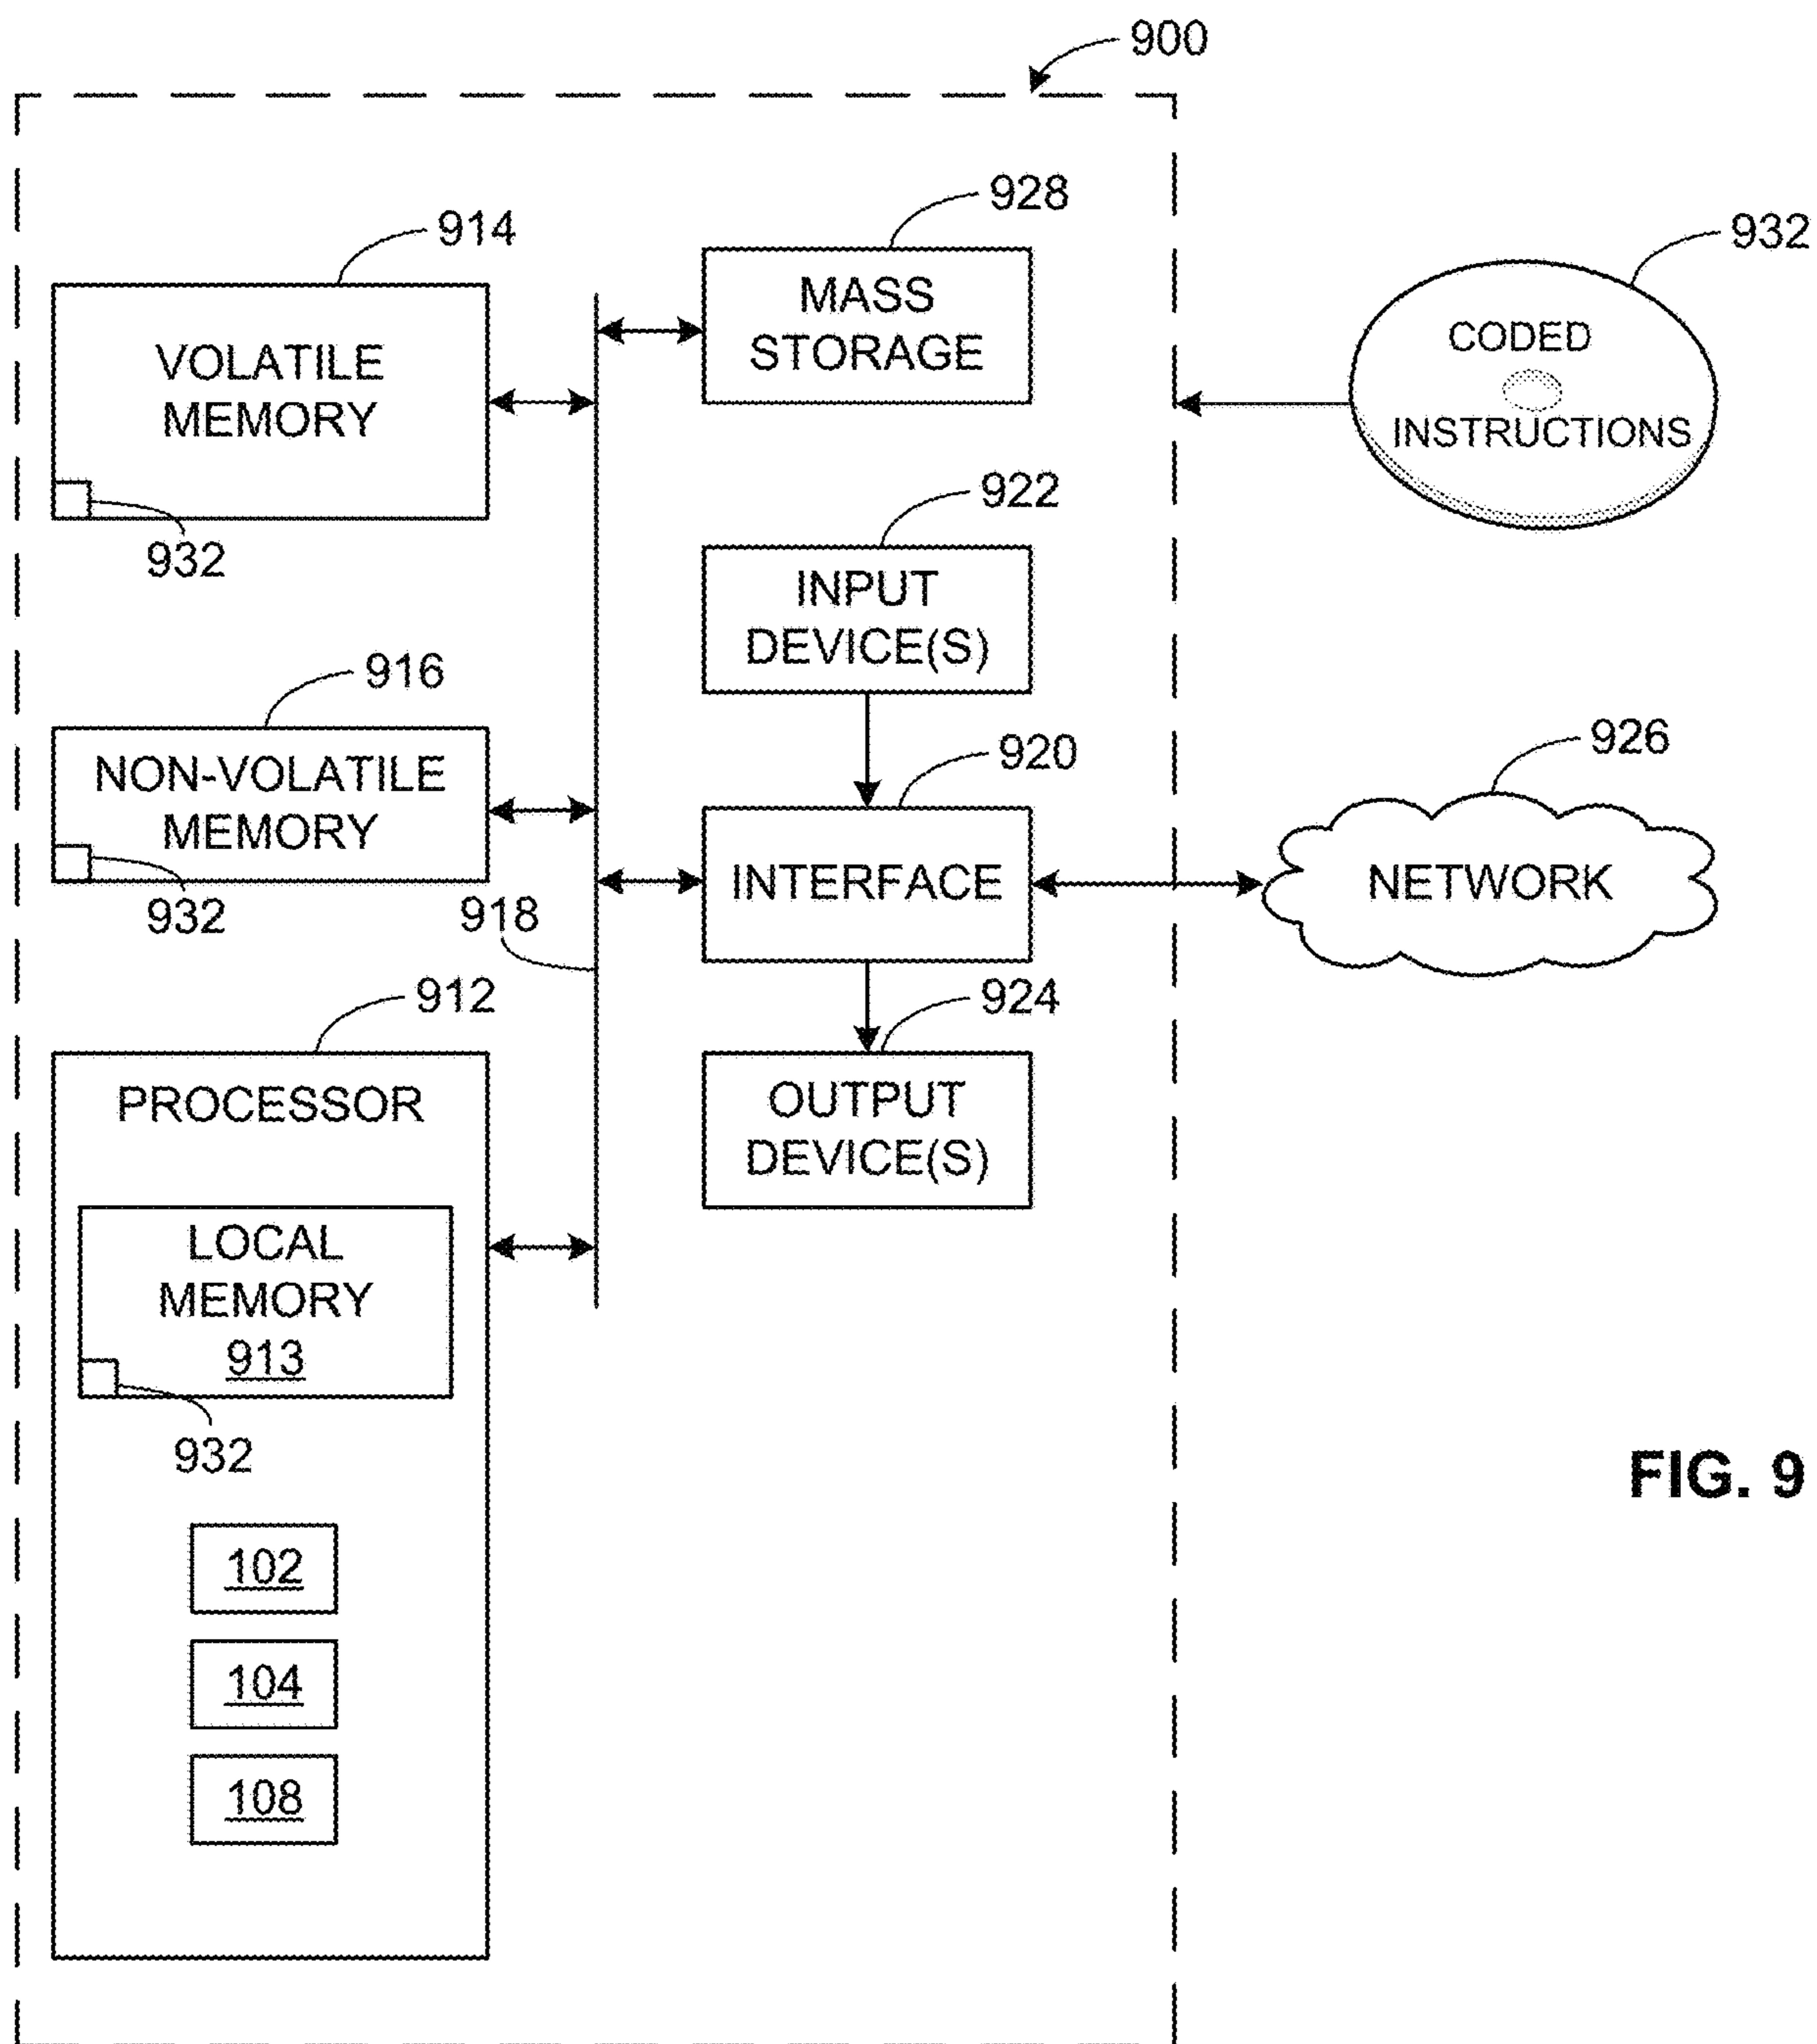 900
928
914
932
MASS
STORAGE
VOLATILE
MEMORY
CODED
INSTRUCTIONS
922
932
INPUT
DEVICE(S)
916
920
926
NON-VOLATILE
MEMORY
INTERFACE
NETWORK
932
918
912
924
PROCESSOR
OUTPUT
DEVICE(S)
LOCAL
MEMORY
913
932
FIG. 9
102
104
108